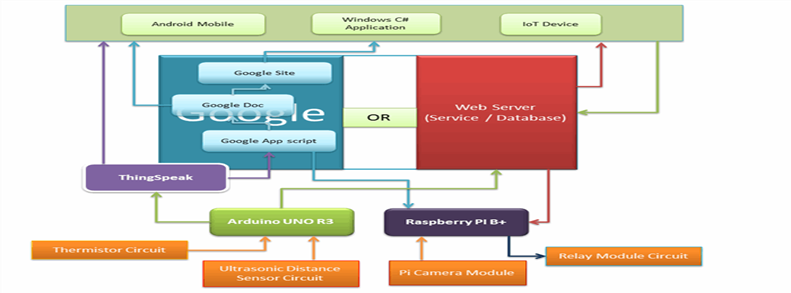 Android Mobile
Windows C#
Application
IoT Device
Google Site
Google Doc
Google
Google App script
OR
Web Server
(Service / Database)
ThingSpeak
Arduino UNO R3
Raspberry PI B+
Thermistor Circuit
Ultrasonic Distance
Sensor Circuit
Pi Camera Module
Relay Module Circuit